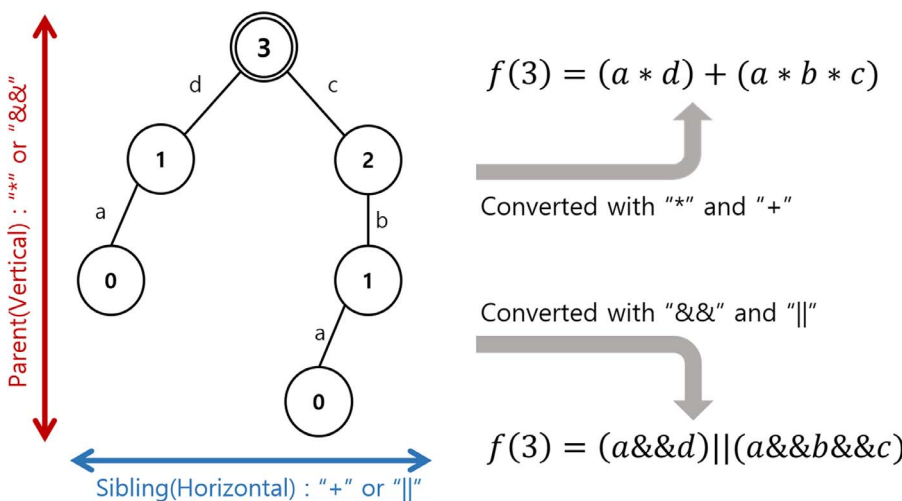 Parent(Vertical) : "*" or "&&"
3
d
c
1
2
a
b
0
1
a
0
Sibling(Horizontal) : "+" or "||"
f(3) = (a * d) + (a * b * c)
Converted with "*" and "+"
Converted with "&&" and "||"
f(3) = (a&&d)||(a&&b&&c)